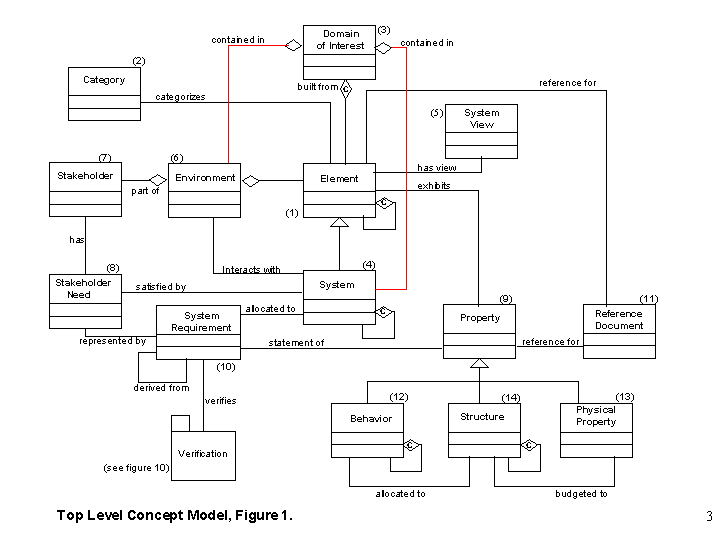 Domain
of Interest
(3)
contained in
contained in
(2)
Category
categorizes
built from
C
reference for
(5)
System
View
(7)
Stakeholder
(6)
Environment
part of
Element
(1)
C
has view
exhibits
has
(8)
Stakeholder
Need
satisfied by
Interacts with
(4)
System
C
System
Requirement
allocated to
(10)
represented by
derived from
statement of
(9)
Property
(11)
Reference
Document
reference for
verifies
Verification
(see figure 10)
(12)
Behavior
C
(14)
Structure
C
(13)
Physical
Property
allocated to
budgeted to
Top Level Concept Model, Figure 1.
3